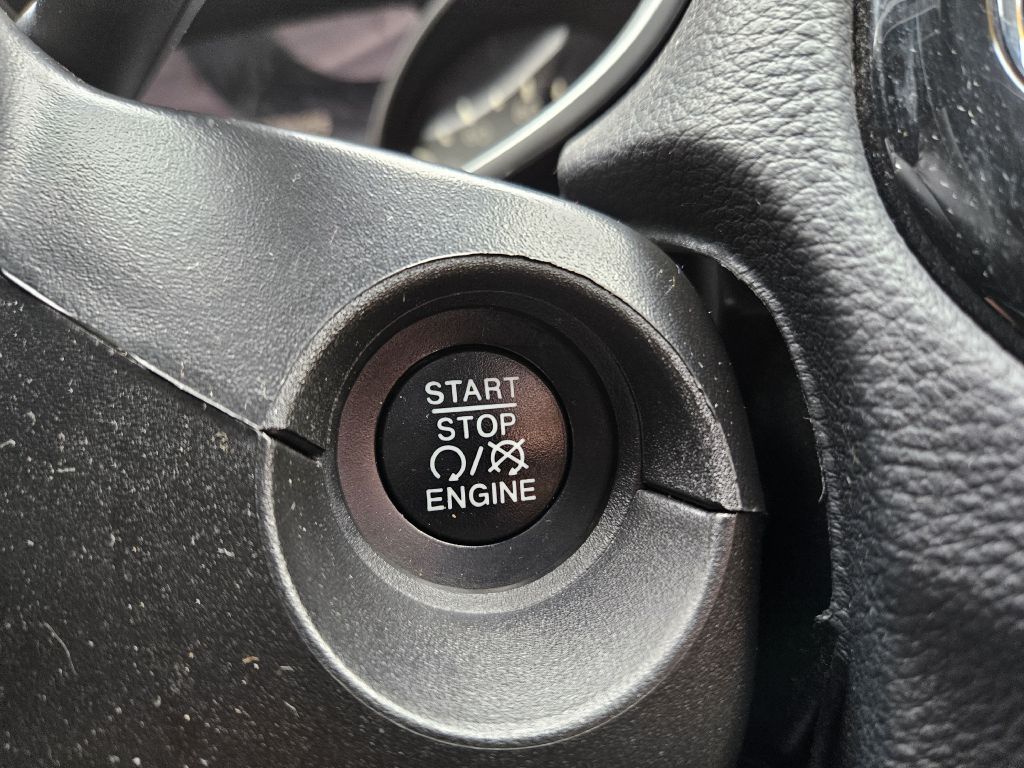 START
STOP
/
ENGINE